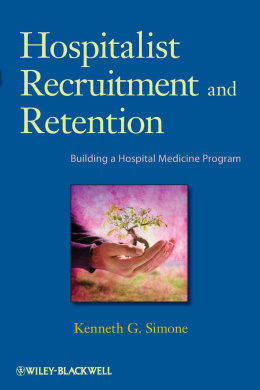 Hospitalist
Recruitment and
Retention
Building a Hospital Medicine Program
Kenneth G. Simone
WILEY-BLACKWELL